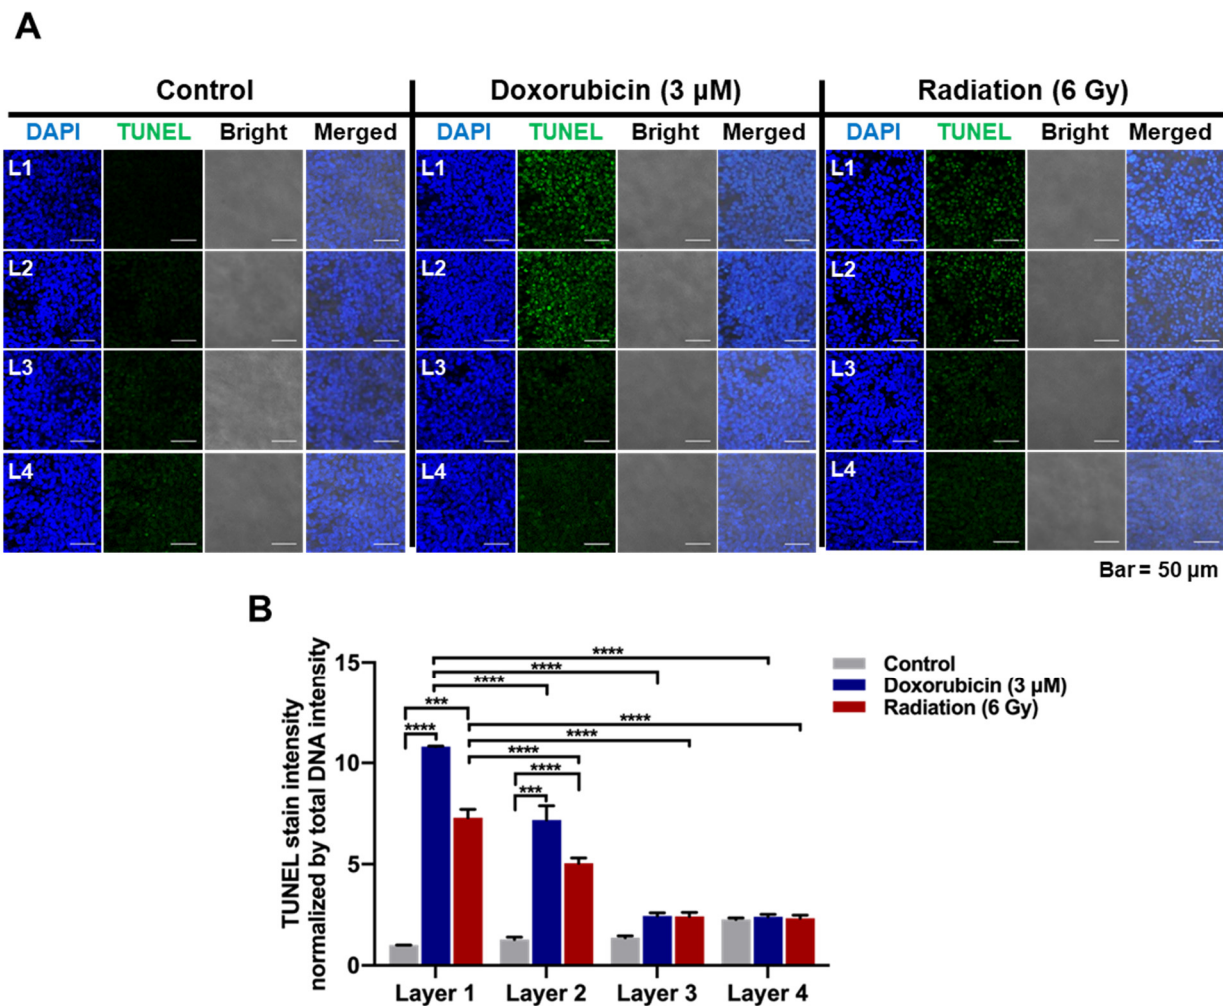 A
Control Doxorubicin (3 µM) Radiation (6 Gy)
DAPI TUNEL Bright Merged DAPI TUNEL Bright Merged DAPI TUNEL Bright Merged
L1 L1 L1
L2 L2 L2
L3 L3 L3
L4 L4 L4
Bar = 50 µm
B
TUNEL stain intensity
normalized by total DNA intensity
15
10
5
0
****
****
****
***
****
****
****
****
****
***
Control
Doxorubicin (3 µM)
Radiation (6 Gy)
Layer 1 Layer 2 Layer 3 Layer 4